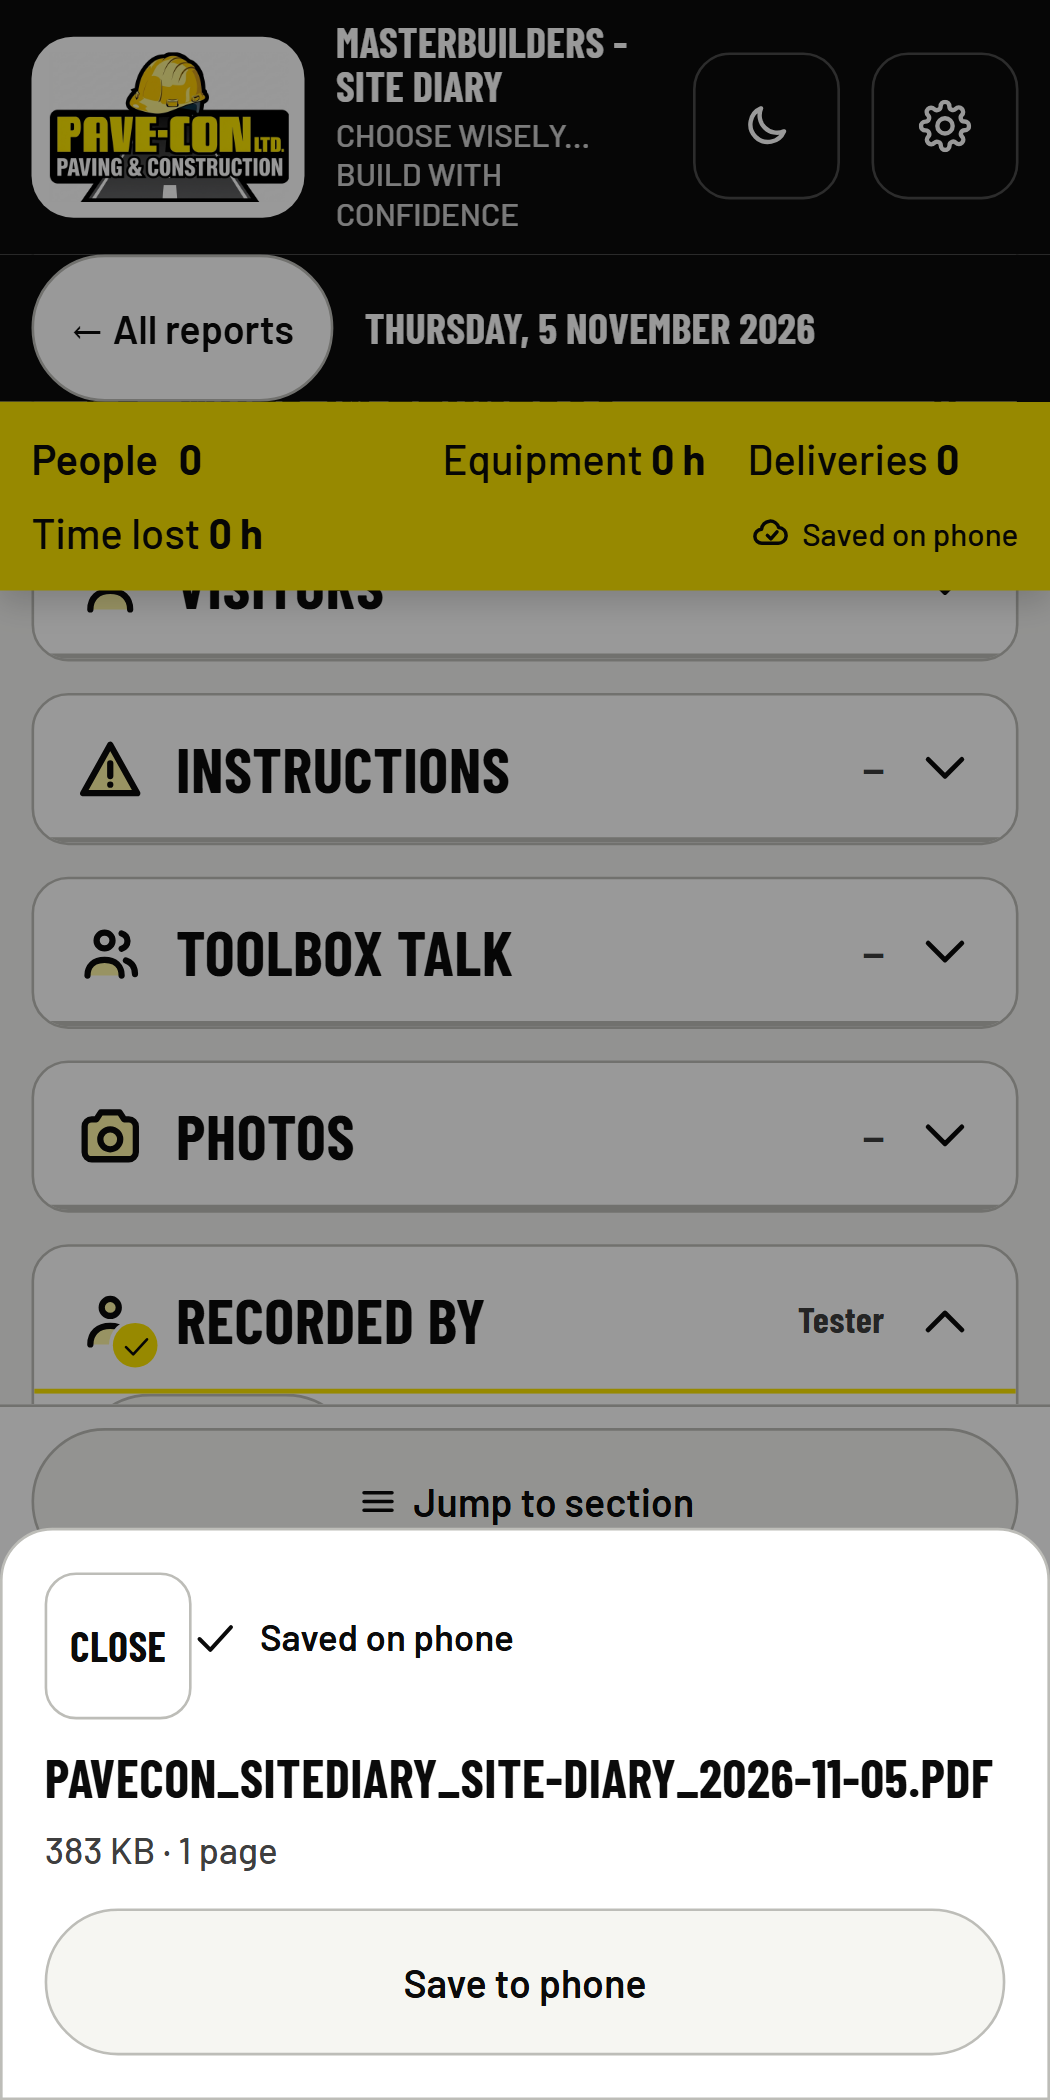 PAVE-CON LTD.
PAVING & CONSTRUCTION
MASTERBUILDERS -
SITE DIARY
CHOOSE WISELY...
BUILD WITH
CONFIDENCE
← All reports
THURSDAY, 5 NOVEMBER 2026
People 0 Equipment 0 h Deliveries 0
Time lost 0 h Saved on phone
VISITORS
INSTRUCTIONS –
TOOLBOX TALK –
PHOTOS –
RECORDED BY Tester
Jump to section
CLOSE Saved on phone
PAVECON_SITEDIARY_SITE-DIARY_2026-11-05.PDF
383 KB · 1 page
Save to phone